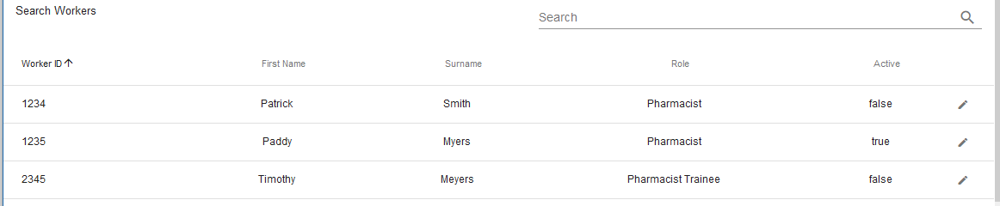 Search Workers
Search
Worker ID First Name Surname Role Active
1234 Patrick Smith Pharmacist false
1235 Paddy Myers Pharmacist true
2345 Timothy Meyers Pharmacist Trainee false